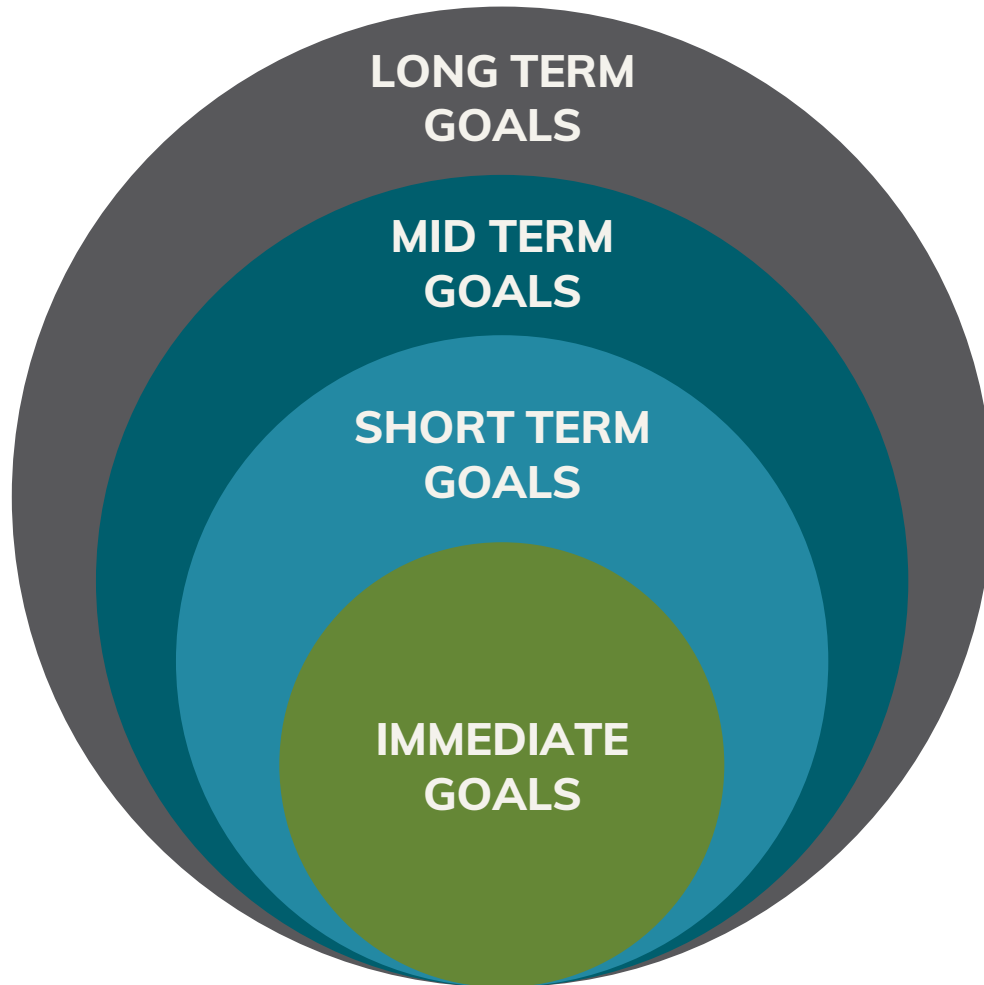 LONG TERM
GOALS
MID TERM
GOALS
SHORT TERM
GOALS
IMMEDIATE
GOALS